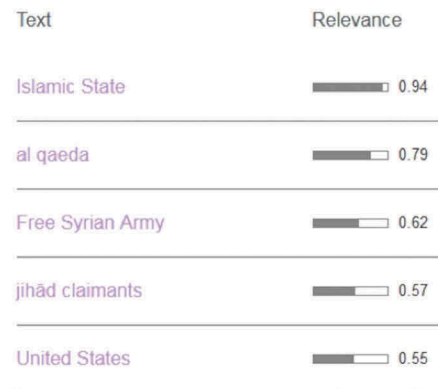 Text Relevance
Islamic State 0.94
al qaeda 0.79
Free Syrian Army 0.62
jihād claimants 0.57
United States 0.55